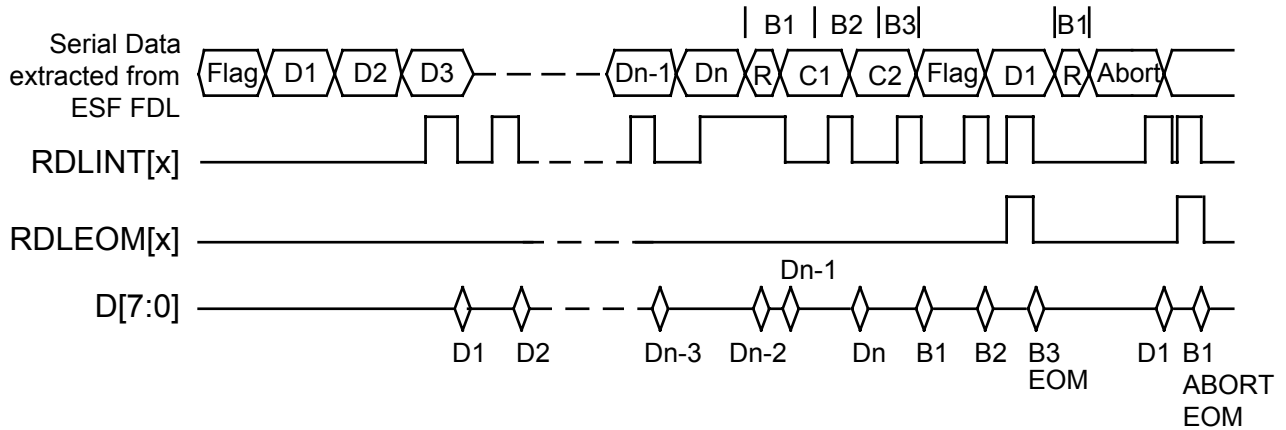 B1 B2 B3 B1
Serial Data
extracted from
ESF FDL
Flag D1 D2 D3 Dn-1 Dn R C1 C2 Flag D1 R Abort
RDLINT[x]
RDLEOM[x]
Dn-1
D[7:0]
D1 D2 Dn-3 Dn-2 Dn B1 B2 B3 D1 B1
EOM ABORT
EOM